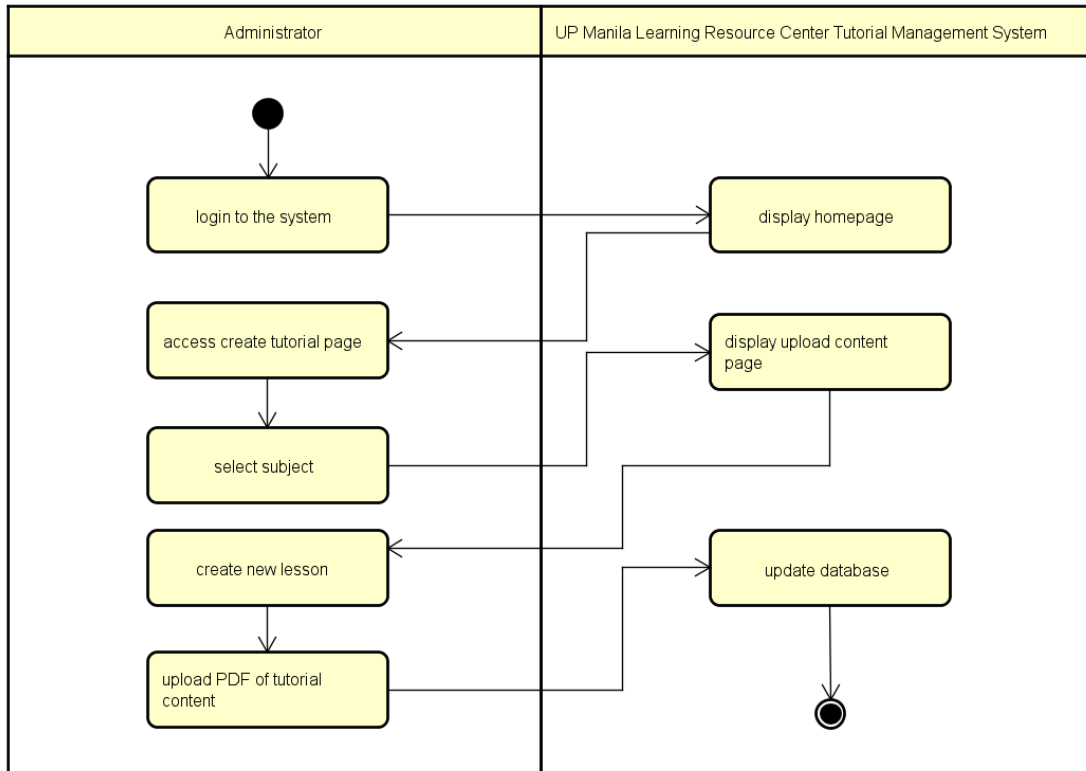 Administrator
UP Manila Learning Resource Center Tutorial Management System
login to the system
display homepage
access create tutorial page
display upload content
page
select subject
create new lesson
update database
upload PDF of tutorial
content